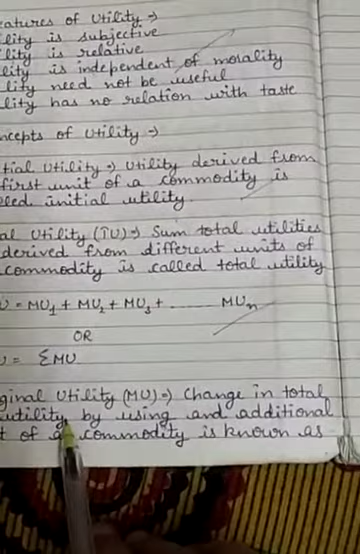 eatures of Utility →
ility is subjective
ility is relative
lity is independent of morality
lity need not be useful
lity has no relation with taste
ncepts of Utility →
tial Utility → Utility derived from
first unit of a commodity is
led initial utility.
al Utility (TU) → Sum total utilities
derived from different units of
commodity is called total utility
U = MU1 + MU2 + MU3 + ........ MUn
OR
U = ΣMU
ginal Utility (MU) → Change in total
utility by using and additional
t of a commodity is known as